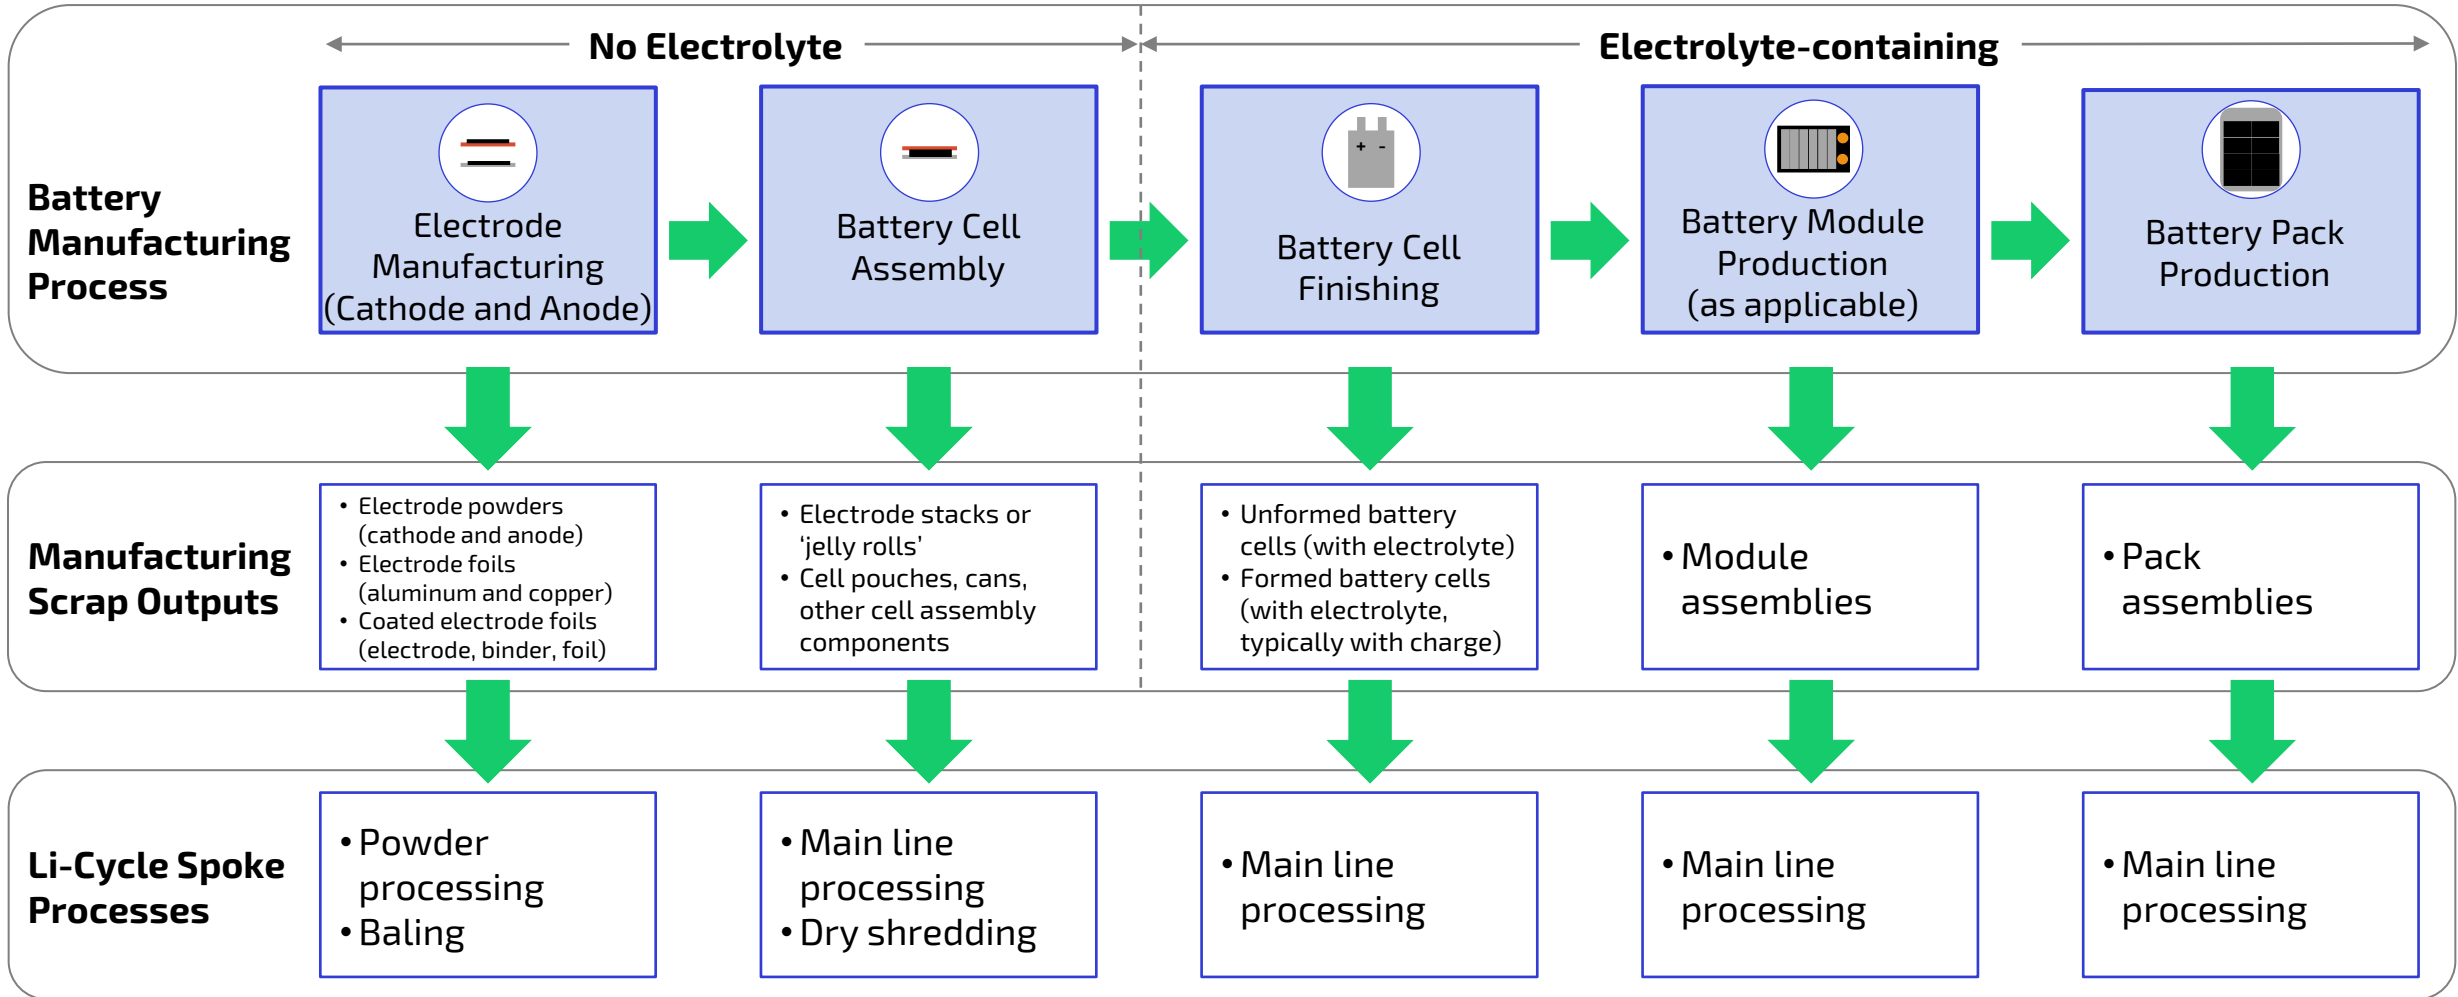 No Electrolyte
Electrolyte-containing
Battery
Manufacturing
Process
Electrode
Manufacturing
(Cathode and Anode)
Battery Cell
Assembly
+ -
Battery Cell
Finishing
Battery Module
Production
(as applicable)
Battery Pack
Production
Manufacturing
Scrap Outputs
• Electrode powders
(cathode and anode)
• Electrode foils
(aluminum and copper)
• Coated electrode foils
(electrode, binder, foil)
• Electrode stacks or
‘jelly rolls’
• Cell pouches, cans,
other cell assembly
components
• Unformed battery
cells (with electrolyte)
• Formed battery cells
(with electrolyte,
typically with charge)
• Module
assemblies
• Pack
assemblies
Li-Cycle Spoke
Processes
• Powder
processing
• Baling
• Main line
processing
• Dry shredding
• Main line
processing
• Main line
processing
• Main line
processing